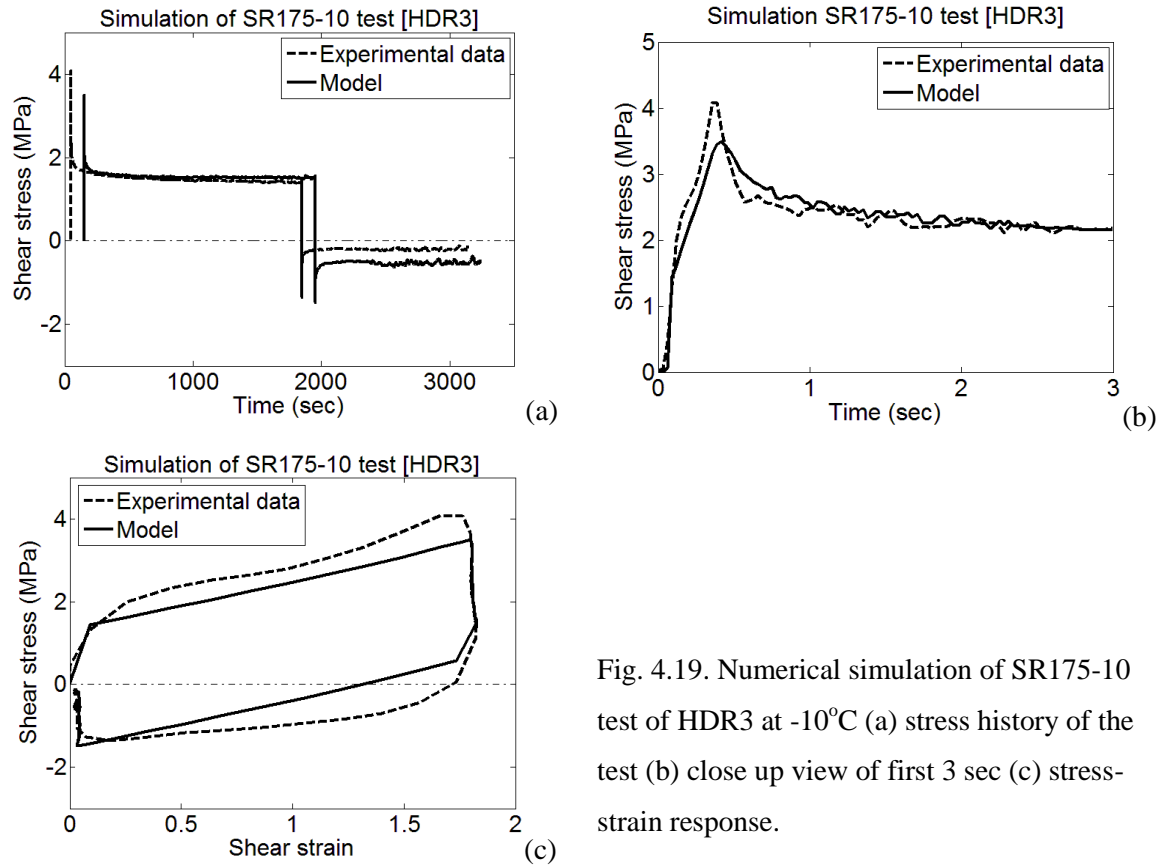 Simulation of SR175-10 test [HDR3]
Experimental data
Model
Shear stress (MPa)
4
2
0
-2
0 1000 2000 3000
Time (sec)
(a)
Simulation SR175-10 test [HDR3]
Experimental data
Model
Shear stress (MPa)
5
4
3
2
1
0
0 1 2 3
Time (sec)
(b)
Simulation of SR175-10 test [HDR3]
Experimental data
Model
Shear stress (MPa)
4
2
0
-2
0 0.5 1 1.5 2
Shear strain
(c)
Fig. 4.19. Numerical simulation of SR175-10
test of HDR3 at -10°C (a) stress history of the
test (b) close up view of first 3 sec (c) stress-
strain response.